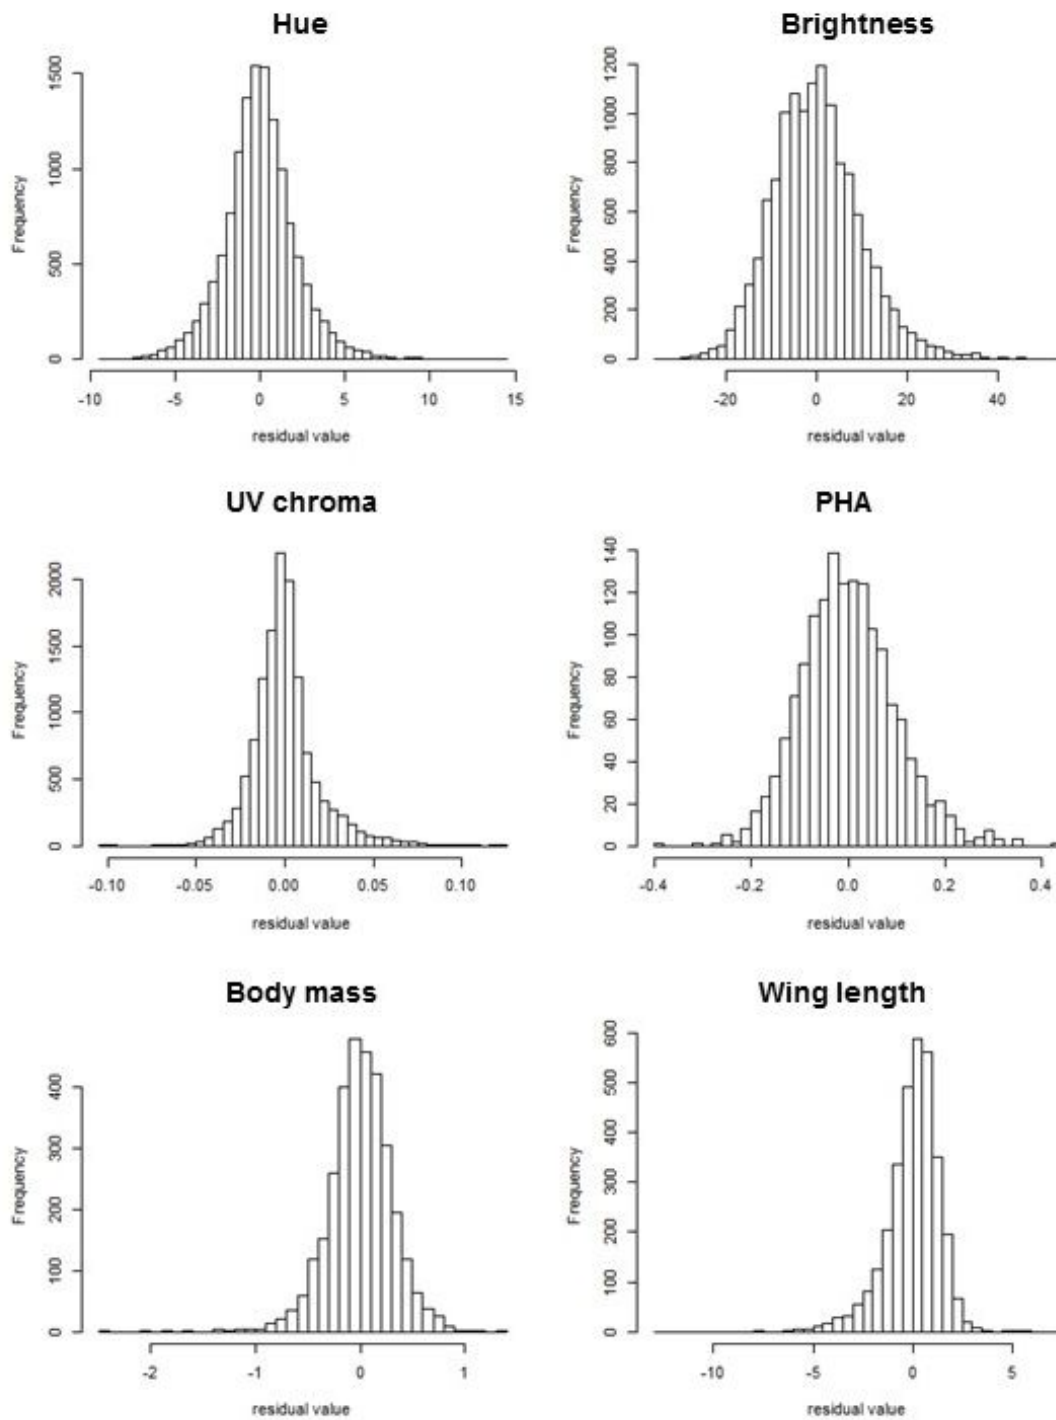 Hue
Frequency
1500
1000
500
0
-10 -5 0 5 10 15
residual value
Brightness
Frequency
1200
1000
800
600
400
200
0
-20 0 20 40
residual value
UV chroma
Frequency
2000
1500
1000
500
0
-0.10 -0.05 0.00 0.05 0.10
residual value
PHA
Frequency
140
120
100
80
60
40
20
0
-0.4 -0.2 0.0 0.2 0.4
residual value
Body mass
Frequency
400
300
200
100
0
-2 -1 0 1
residual value
Wing length
Frequency
600
500
400
300
200
100
0
-10 -5 0 5
residual value